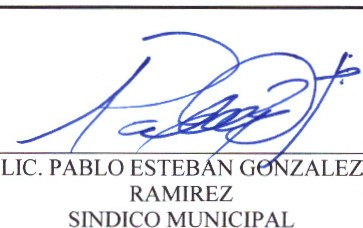 LIC. PABLO ESTEBAN GONZALEZ
RAMIREZ
SINDICO MUNICIPAL